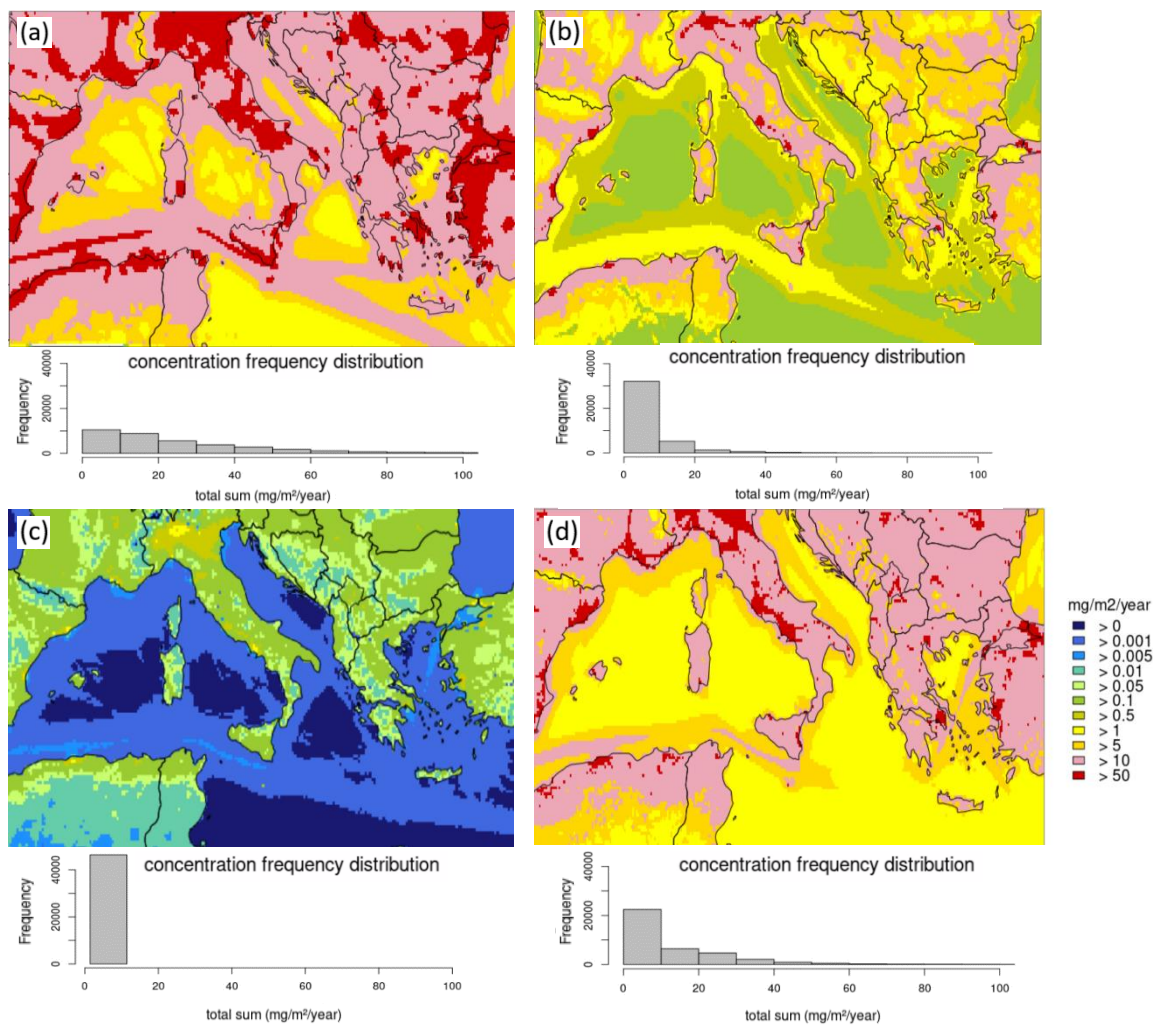 (a)
(b)
concentration frequency distribution
Frequency
0 20000 40000
0 20 40 60 80 100
total sum (mg/m²/year)
concentration frequency distribution
Frequency
0 20000 40000
0 20 40 60 80 100
total sum (mg/m²/year)
(c)
(d)
mg/m2/year
> 0
> 0.001
> 0.005
> 0.01
> 0.05
> 0.1
> 0.5
> 1
> 5
> 10
> 50
concentration frequency distribution
Frequency
0 20000 40000
0 20 40 60 80 100
total sum (mg/m²/year)
concentration frequency distribution
Frequency
0 20000 40000
0 20 40 60 80 100
total sum (mg/m²/year)